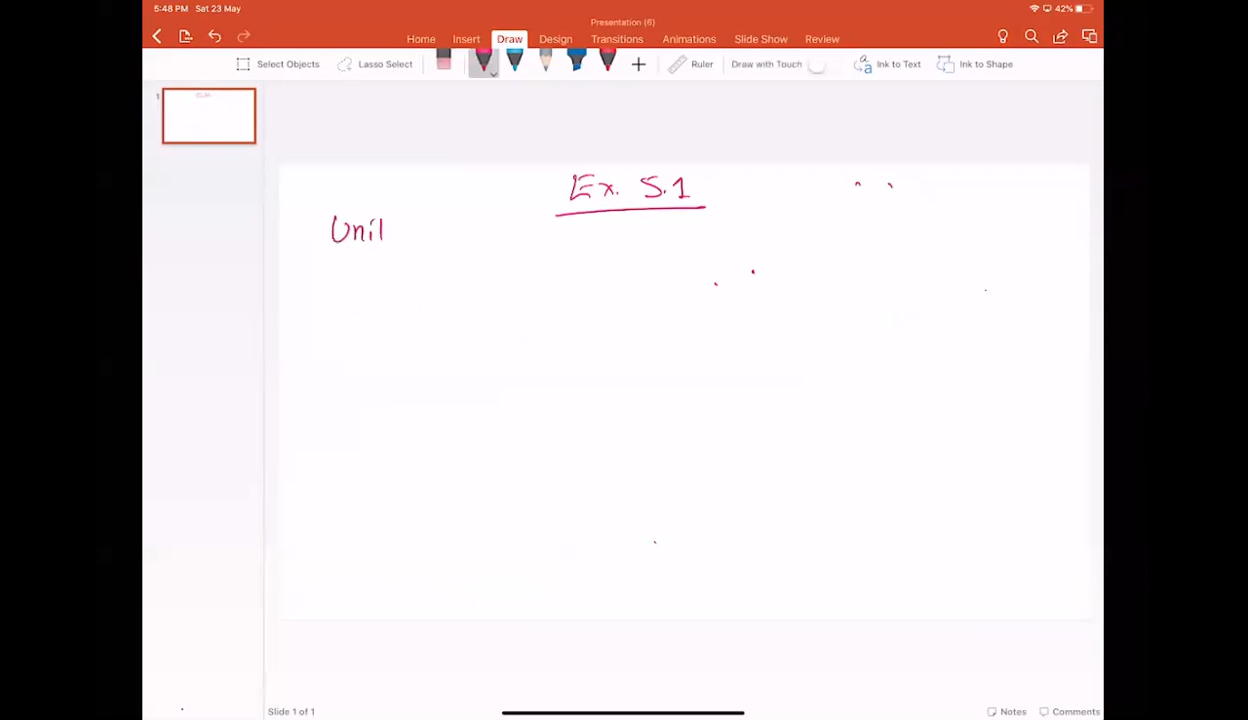 5:48 PM Sat 23 May 42%
Presentation (6)
Home Insert Draw Design Transitions Animations Slide Show Review
Select Objects Lasso Select Ruler Draw with Touch Ink to Text Ink to Shape
1
Ex. 5.1
Unil
Slide 1 of 1 Notes Comments